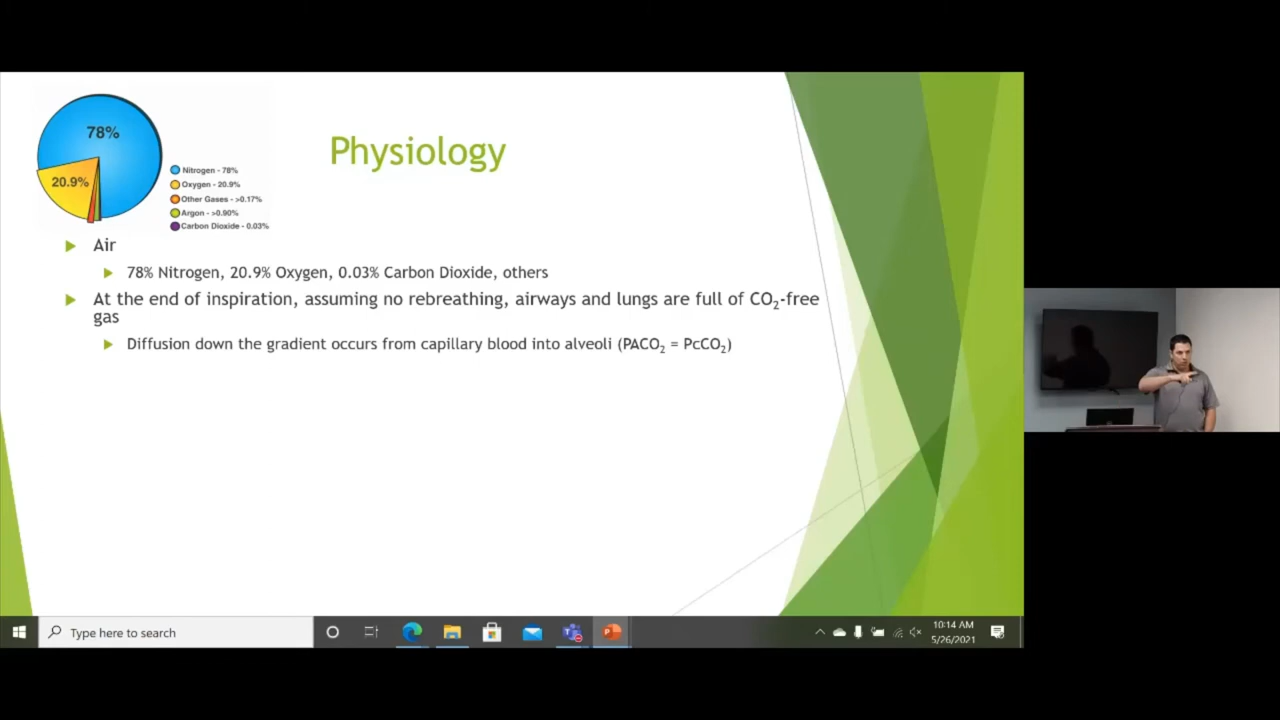 Physiology
78%
20.9%
Nitrogen - 78%
Oxygen - 20.9%
Other Gases - >0.17%
Argon - >0.90%
Carbon Dioxide - 0.03%
Air
78% Nitrogen, 20.9% Oxygen, 0.03% Carbon Dioxide, others
At the end of inspiration, assuming no rebreathing, airways and lungs are full of CO₂-free
gas
Diffusion down the gradient occurs from capillary blood into alveoli (PACO₂ = PcCO₂)
Type here to search
10:14 AM
5/26/2021